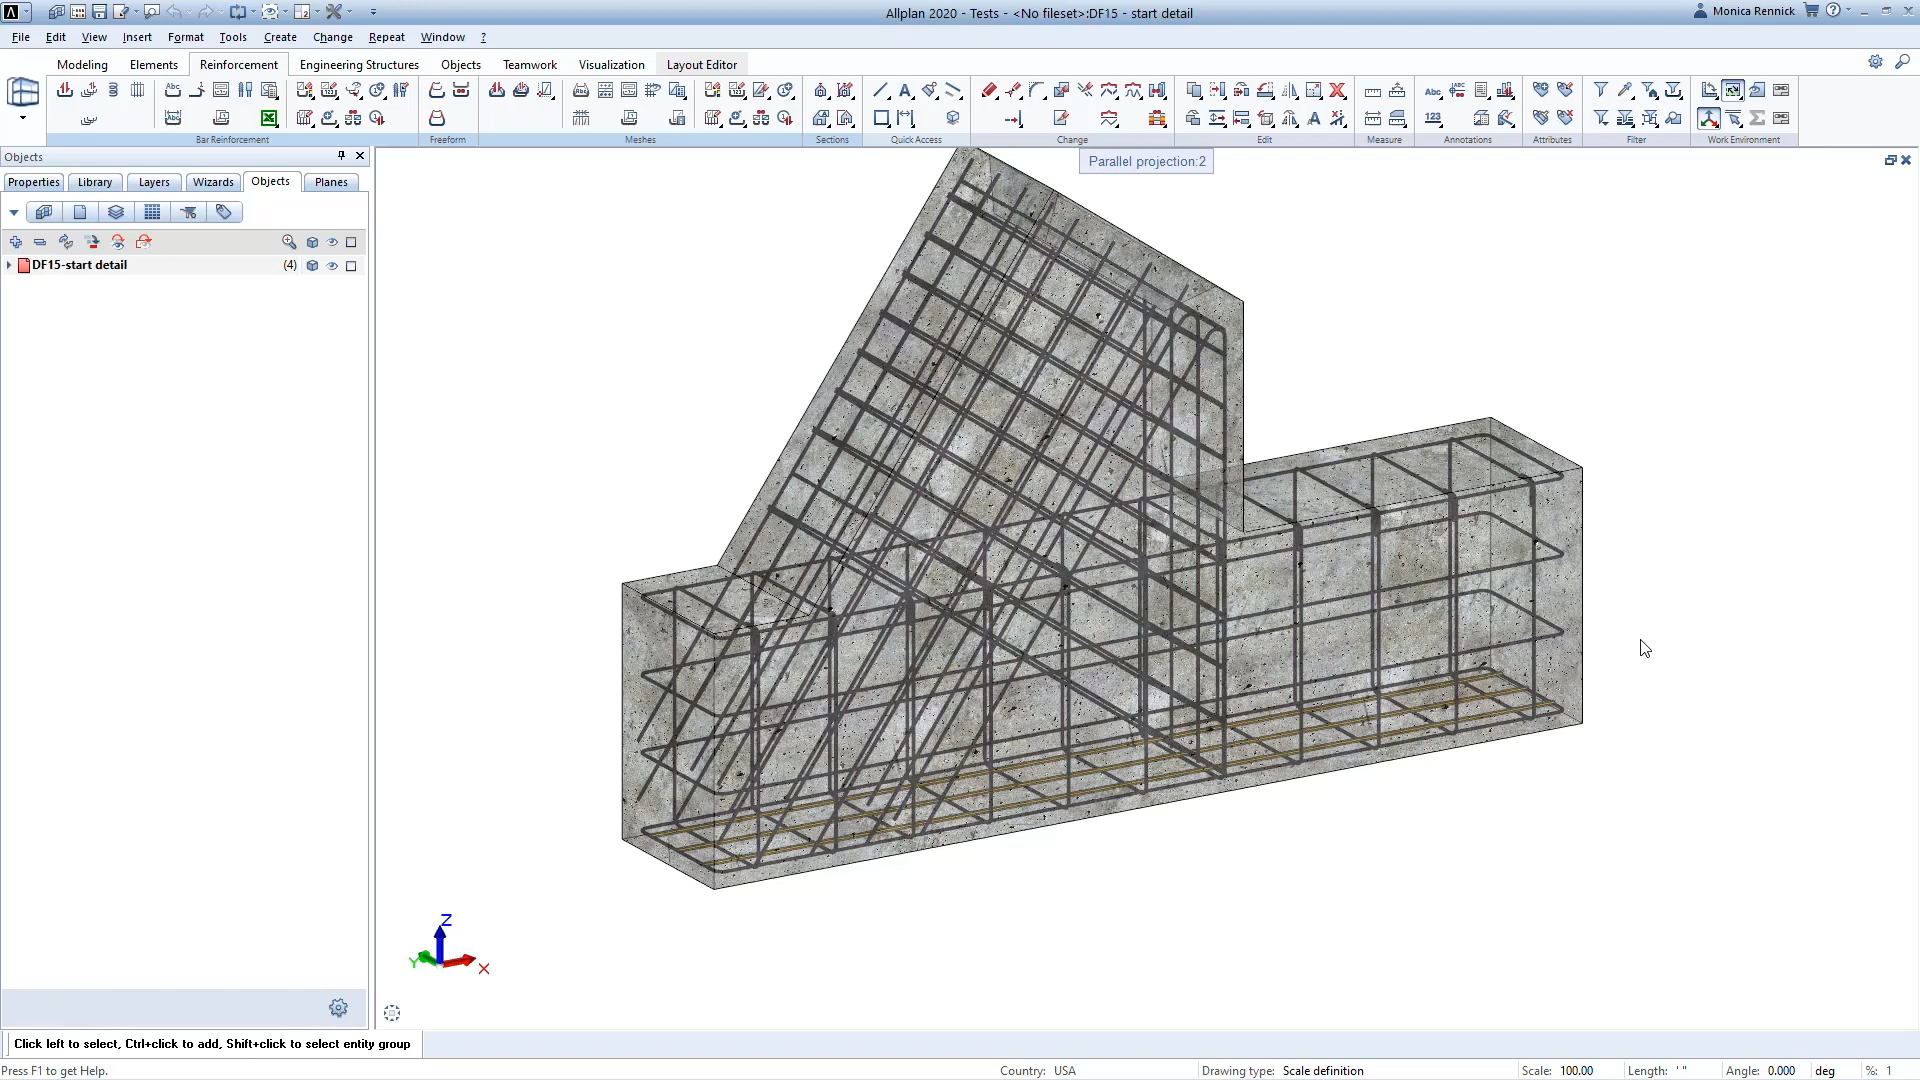 Allplan 2020 - Tests - <No fileset>:DF15 - start detail
Monica Rennick
File Edit View Insert Format Tools Create Change Repeat Window ?
Modeling Elements Reinforcement Engineering Structures Objects Teamwork Visualization Layout Editor
Bar Reinforcement Freeform Meshes Sections Quick Access Change Edit Measure Annotations Attributes Filter Work Environment
Objects
Parallel projection:2
Properties Library Layers Wizards Objects Planes
DF15-start detail (4)
Z
Y
X
Click left to select, Ctrl+click to add, Shift+click to select entity group
Press F1 to get Help.
Country: USA
Drawing type: Scale definition
Scale: 100.00
Length: ' "
Angle: 0.000 deg
%: 1